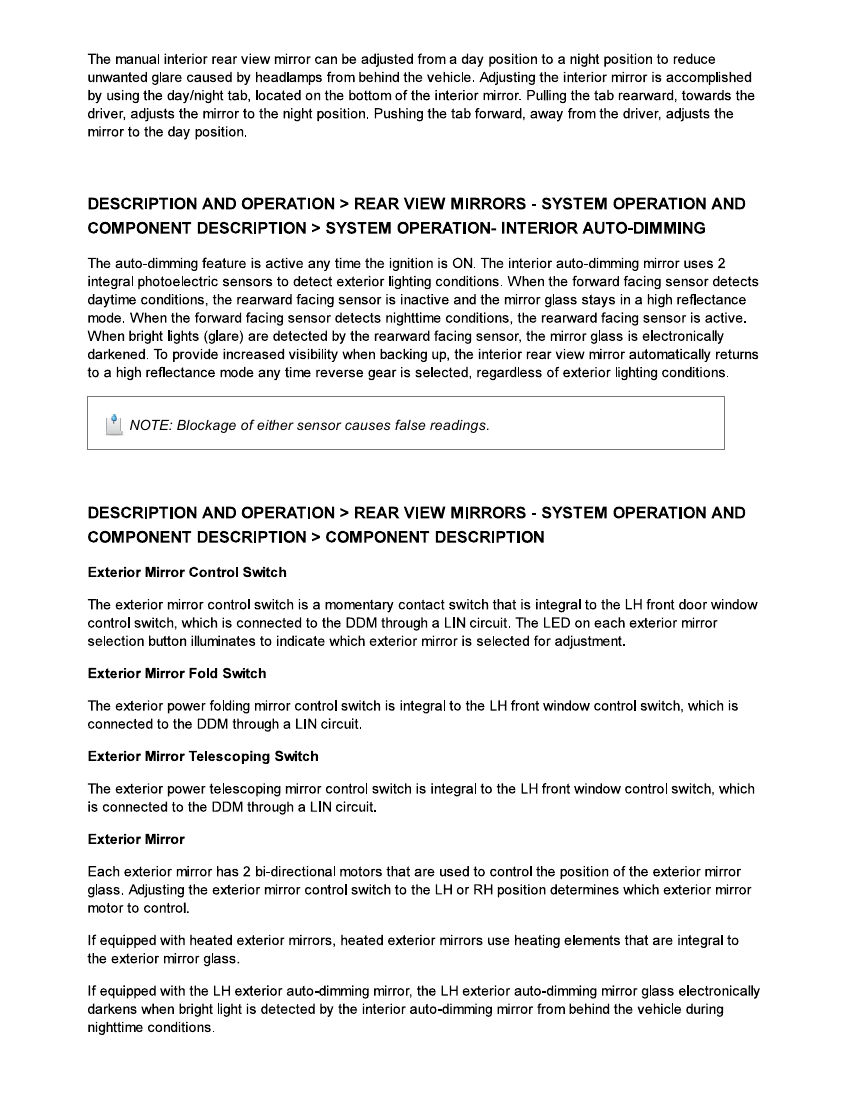 The manual interior rear view mirror can be adjusted from a day position to a night position to reduce
unwanted glare caused by headlamps from behind the vehicle. Adjusting the interior mirror is accomplished
by using the day/night tab, located on the bottom of the interior mirror. Pulling the tab rearward, towards the
driver, adjusts the mirror to the night position. Pushing the tab forward, away from the driver, adjusts the
mirror to the day position.
DESCRIPTION AND OPERATION > REAR VIEW MIRRORS - SYSTEM OPERATION AND
COMPONENT DESCRIPTION > SYSTEM OPERATION- INTERIOR AUTO-DIMMING
The auto-dimming feature is active any time the ignition is ON. The interior auto-dimming mirror uses 2
integral photoelectric sensors to detect exterior lighting conditions. When the forward facing sensor detects
daytime conditions, the rearward facing sensor is inactive and the mirror glass stays in a high reflectance
mode. When the forward facing sensor detects nighttime conditions, the rearward facing sensor is active.
When bright lights (glare) are detected by the rearward facing sensor, the mirror glass is electronically
darkened. To provide increased visibility when backing up, the interior rear view mirror automatically returns
to a high reflectance mode any time reverse gear is selected, regardless of exterior lighting conditions.
NOTE: Blockage of either sensor causes false readings.
DESCRIPTION AND OPERATION > REAR VIEW MIRRORS - SYSTEM OPERATION AND
COMPONENT DESCRIPTION > COMPONENT DESCRIPTION
Exterior Mirror Control Switch
The exterior mirror control switch is a momentary contact switch that is integral to the LH front door window
control switch, which is connected to the DDM through a LIN circuit. The LED on each exterior mirror
selection button illuminates to indicate which exterior mirror is selected for adjustment.
Exterior Mirror Fold Switch
The exterior power folding mirror control switch is integral to the LH front window control switch, which is
connected to the DDM through a LIN circuit.
Exterior Mirror Telescoping Switch
The exterior power telescoping mirror control switch is integral to the LH front window control switch, which
is connected to the DDM through a LIN circuit.
Exterior Mirror
Each exterior mirror has 2 bi-directional motors that are used to control the position of the exterior mirror
glass. Adjusting the exterior mirror control switch to the LH or RH position determines which exterior mirror
motor to control.
If equipped with heated exterior mirrors, heated exterior mirrors use heating elements that are integral to
the exterior mirror glass.
If equipped with the LH exterior auto-dimming mirror, the LH exterior auto-dimming mirror glass electronically
darkens when bright light is detected by the interior auto-dimming mirror from behind the vehicle during
nighttime conditions.